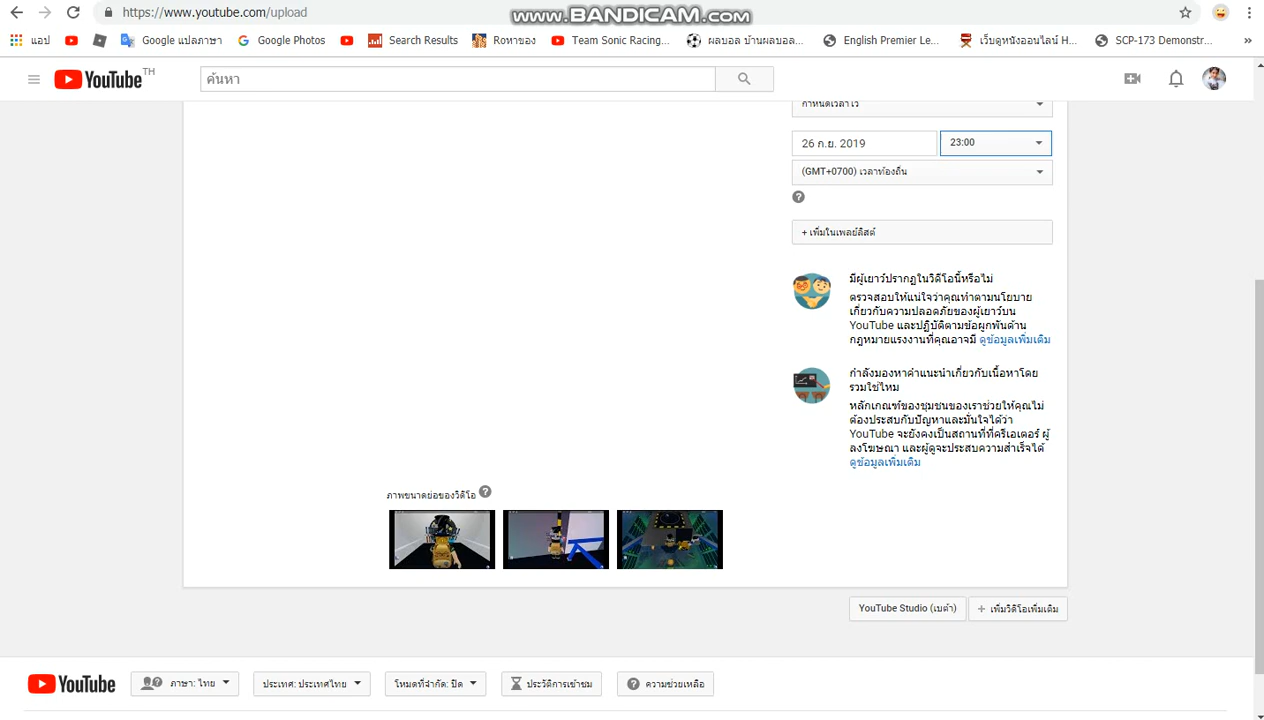 https://www.youtube.com/upload
www.BANDICAM.com
แอป
Google แปลภาษา
Google Photos
Search Results
Roหาของ
Team Sonic Racing...
ผลบอล บ้านผลบอล...
English Premier Le...
เว็บดูหนังออนไลน์ H...
SCP-173 Demonstr...
»
YouTube TH
ค้นหา
กำหนดเวลาไว้
26 ก.ย. 2019
23:00
(GMT+0700) เวลาท้องถิ่น
?
+ เพิ่มในเพลย์ลิสต์
มีผู้เยาว์ปรากฏในวิดีโอนี้หรือไม่
ตรวจสอบให้แน่ใจว่าคุณทำตามนโยบาย
เกี่ยวกับความปลอดภัยของผู้เยาว์บน
YouTube และปฏิบัติตามข้อผูกพันด้าน
กฎหมายแรงงานที่คุณอาจมี ดูข้อมูลเพิ่มเติม
กำลังมองหาคำแนะนำเกี่ยวกับเนื้อหาโดย
รวมใช่ไหม
หลักเกณฑ์ของชุมชนของเราช่วยให้คุณไม่
ต้องประสบกับปัญหาและมั่นใจได้ว่า
YouTube จะยังคงเป็นสถานที่ที่ครีเอเตอร์ ผู้
ลงโฆษณา และผู้ดูจะประสบความสำเร็จได้
ดูข้อมูลเพิ่มเติม
ภาพขนาดย่อของวิดีโอ ?
YouTube Studio (เบต้า)
+ เพิ่มวิดีโอเพิ่มเติม
YouTube
ภาษา: ไทย
ประเทศ: ประเทศไทย
โหมดที่จำกัด: ปิด
ประวัติการเข้าชม
? ความช่วยเหลือ